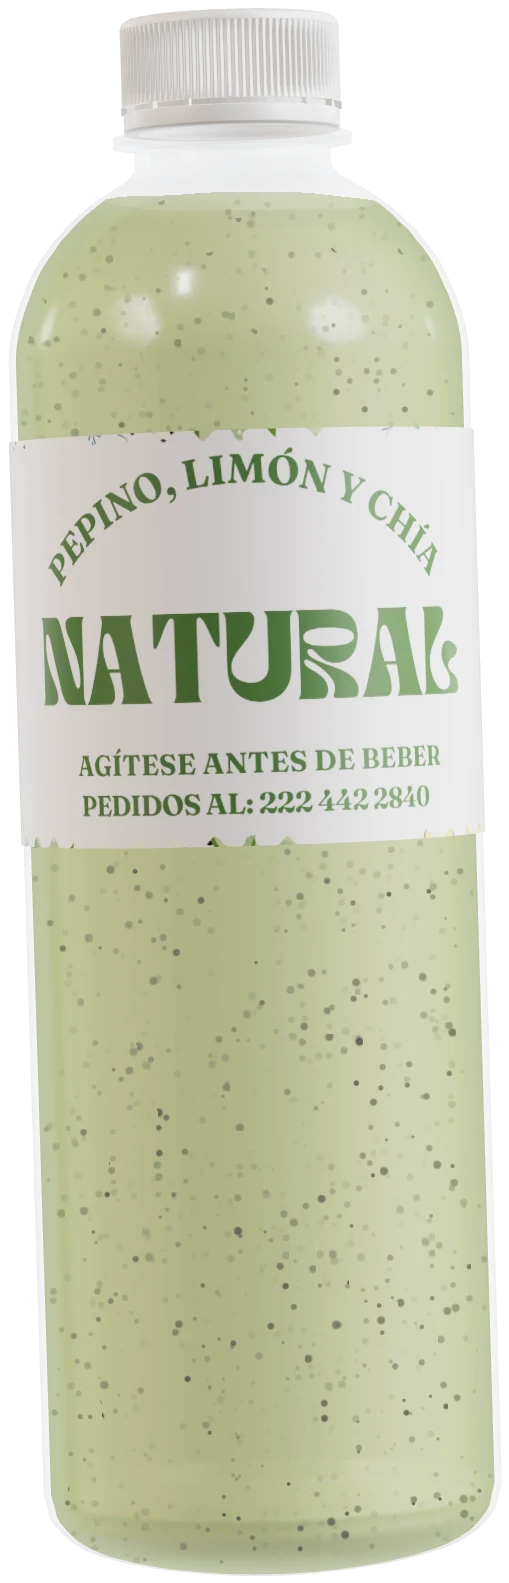 PEPINO, LIMÓN Y CHÍA
NATURAL
AGÍTESE ANTES DE BEBER
PEDIDOS AL: 222 442 2840